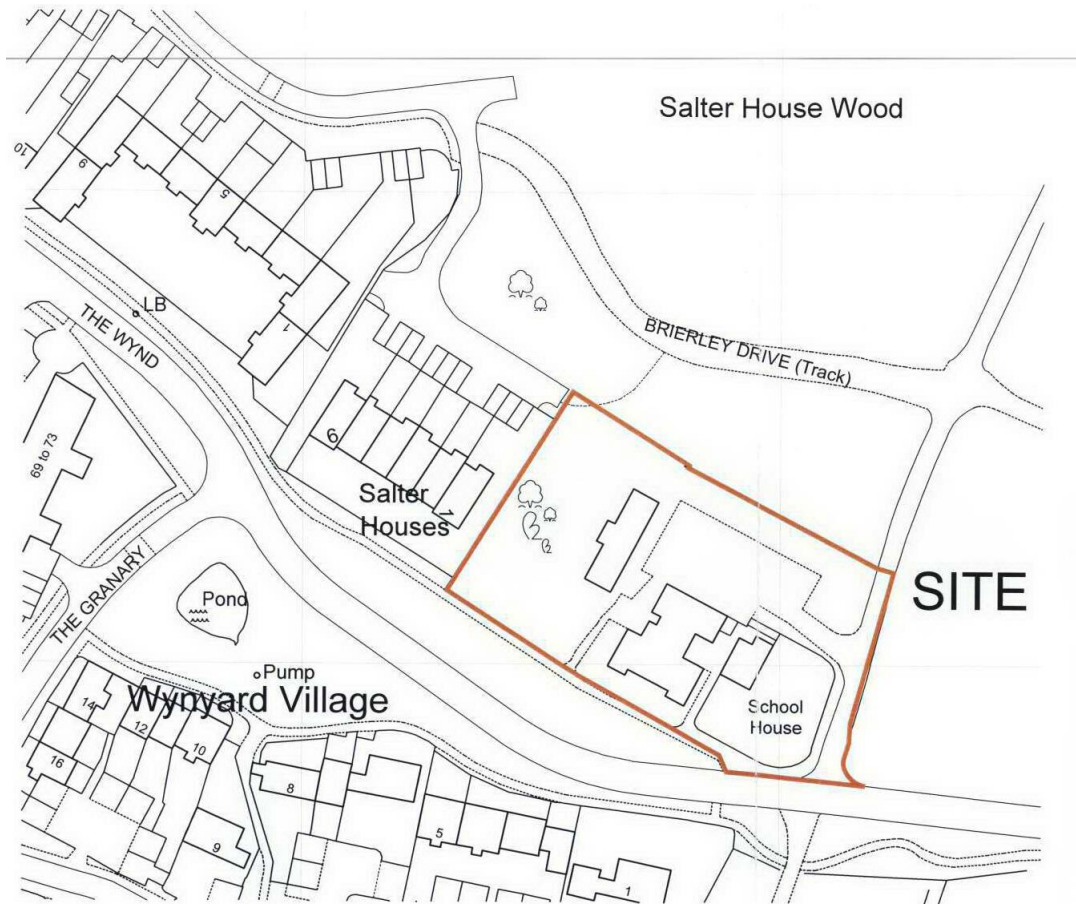 Salter House Wood
10
9
5
1
LB
THE WYND
BRIERLEY DRIVE (Track)
69 to 73
6
Salter
Houses
1
SITE
THE GRANARY
Pond
Pump
Wynyard Village
School
House
14
12
10
16
8
9
5
1